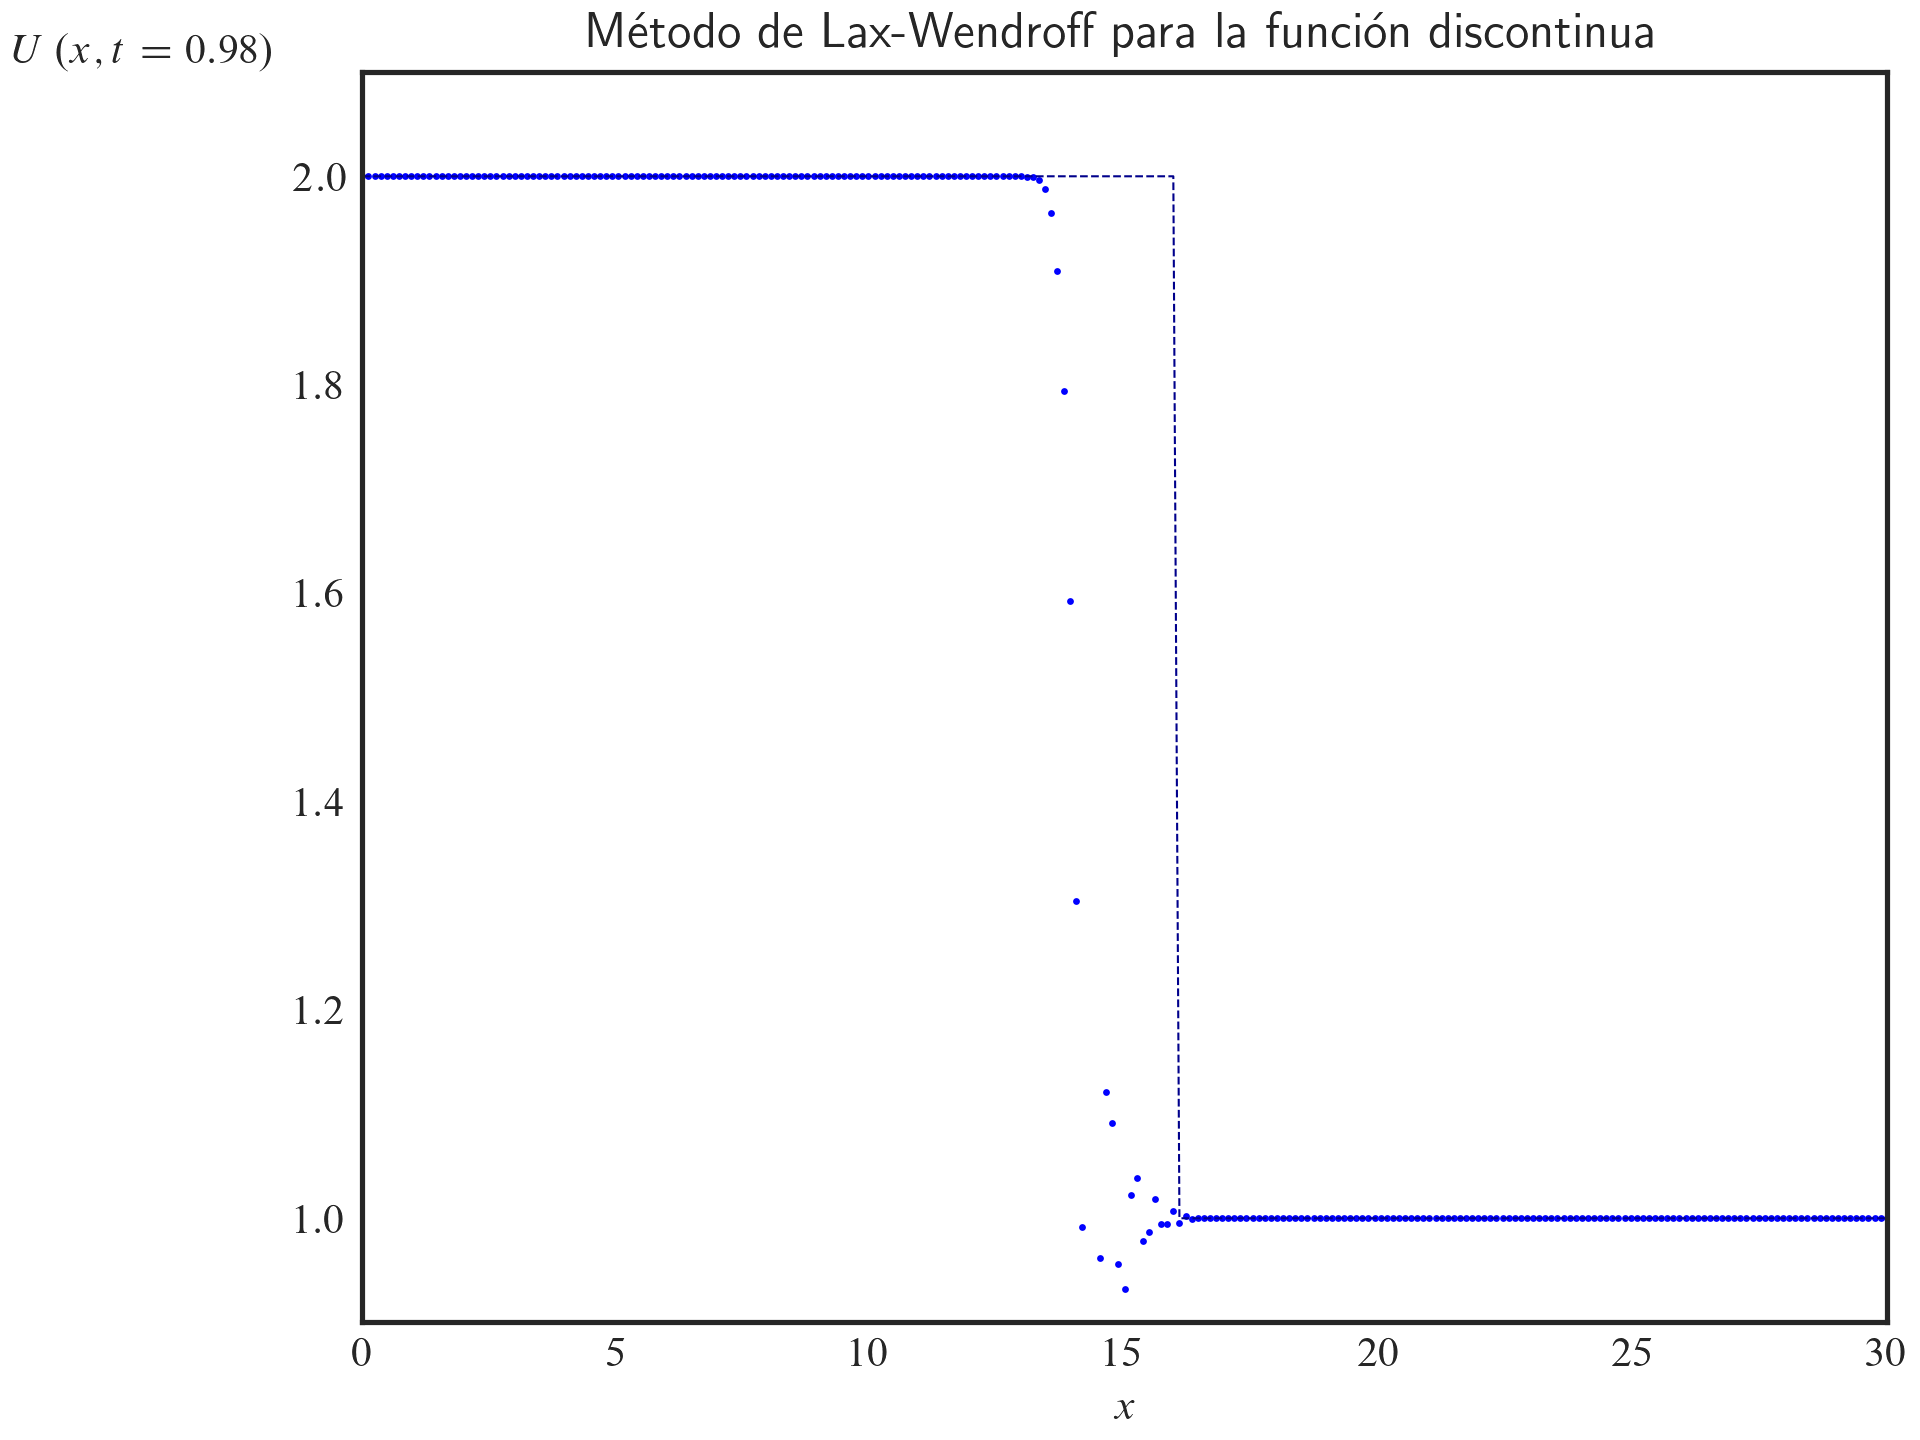 Método de Lax-Wendroff para la función discontinua
U (x, t = 0.98)
2.0
1.8
1.6
1.4
1.2
1.0
0 5 10 15 20 25 30
x